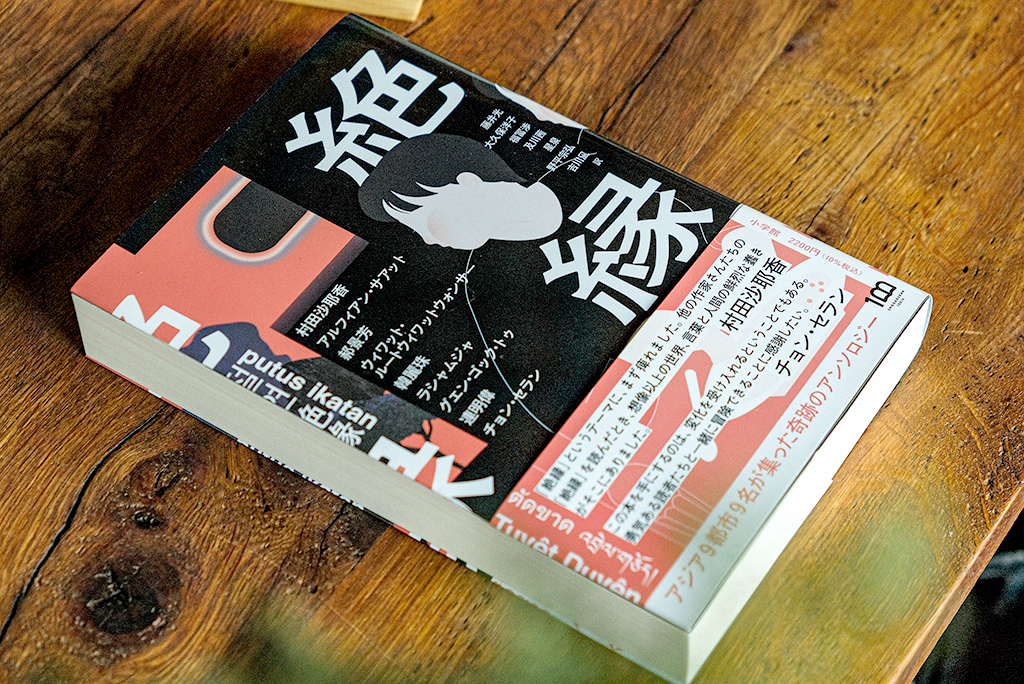 絶縁
藤井光
大久保洋子
福冨渉
及川茜
星泉
野平宗弘
吉川凪
訳
村田沙耶香
アルフィアン・サアット
郝景芳
ウィワット・
ルートウィワットウォンサー
韓麗珠
ラシャムジャ
グエン・ゴック・トゥ
連明偉
チョン・セラン
putus ikatan
절연
绝缘
ตัดขาด
Tuyệt Duyên
小学館 2200円(10%税込)
「絶縁」というテーマに、まず痺れました。他の作家さんたちの
「絶縁」を読んだとき、想像以上の世界、言葉と人間の鮮烈な蠢き
がそこにありました。
村田沙耶香
この本を手にするのは、変化を受け入れるということでもある。
勇気ある読者たちと一緒に冒険できることに感謝したい。
チョン・セラン
アジア9都市9名が集った奇跡のアンソロジー
100